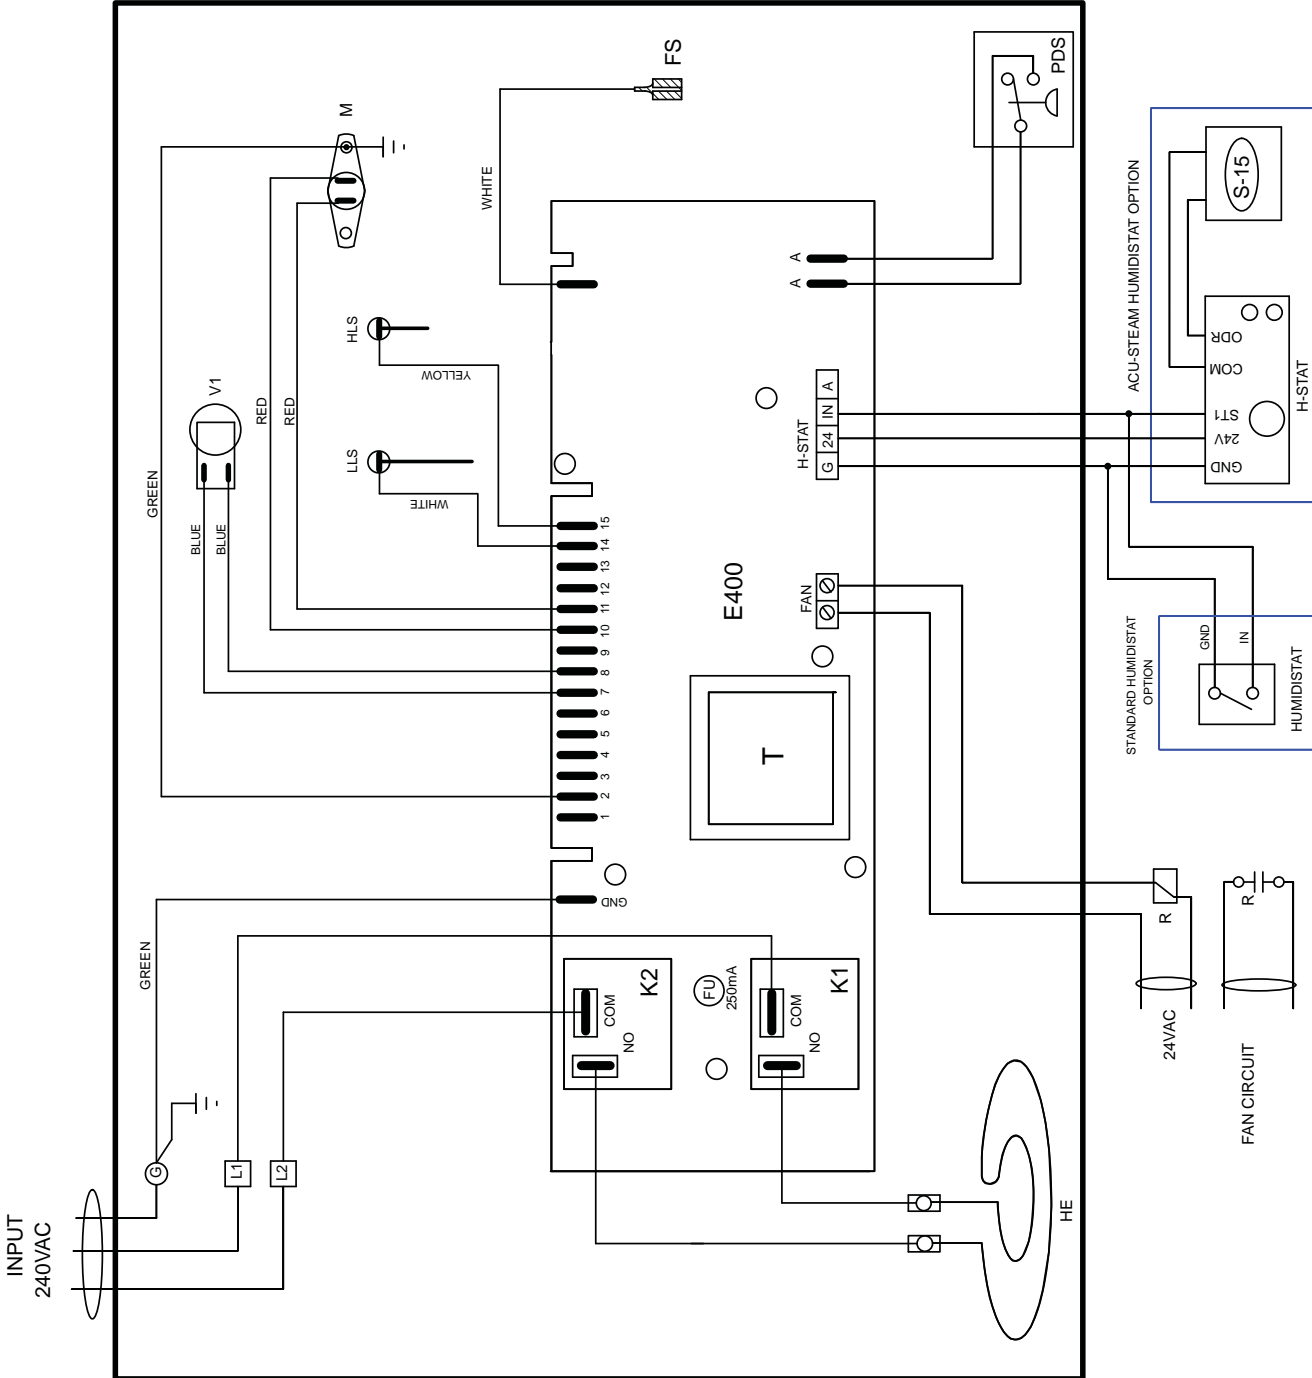 INPUT
240VAC
G
L1
L2
GREEN
GREEN
BLUE
BLUE
V1
RED
RED
M
LLS
WHITE
HLS
YELLOW
WHITE
FS
GND
1
2
3
4
5
6
7
8
9
10
11
12
13
14
15
K2
COM
NO
FU
250mA
K1
COM
NO
T
E400
FAN
H-STAT
G
24
IN
A
A
A
PDS
HE
24VAC
R
FAN CIRCUIT
R
STANDARD HUMIDISTAT
OPTION
GND
IN
HUMIDISTAT
ACU-STEAM HUMIDISTAT OPTION
S-15
ODR
COM
ST1
24V
GND
H-STAT